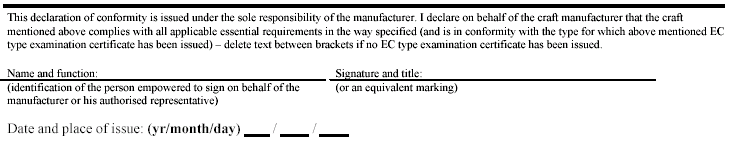 This declaration of conformity is issued under the sole responsibility of the manufacturer. I declare on behalf of the craft manufacturer that the craft
mentioned above complies with all applicable essential requirements in the way specified (and is in conformity with the type for which above mentioned EC
type examination certificate has been issued) – delete text between brackets if no EC type examination certificate has been issued.
Name and function: Signature and title:
(identification of the person empowered to sign on behalf of the (or an equivalent marking)
manufacturer or his authorised representative)
Date and place of issue: (yr/month/day) ___ / ___ / ___